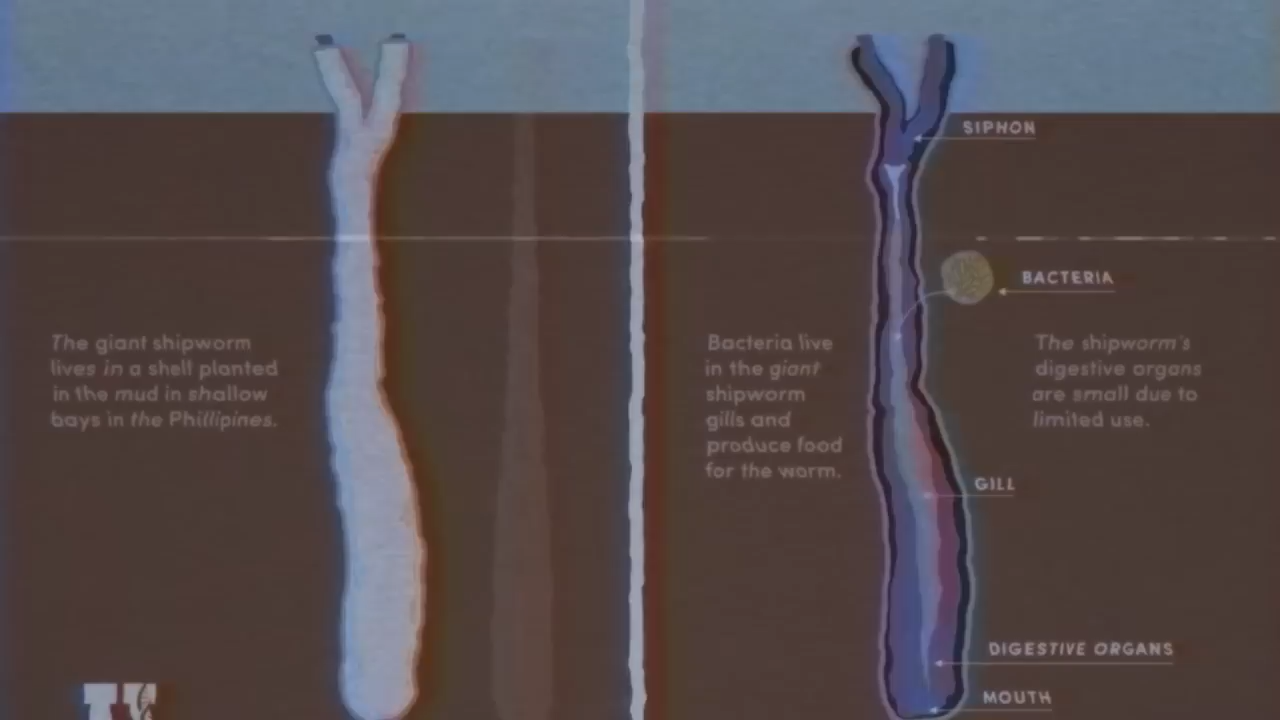 SIPHON
BACTERIA
The giant shipworm
lives in a shell planted
in the mud in shallow
bays in the Phillipines.
Bacteria live
in the giant
shipworm
gills and
produce food
for the worm.
The shipworm's
digestive organs
are small due to
limited use.
GILL
DIGESTIVE ORGANS
MOUTH